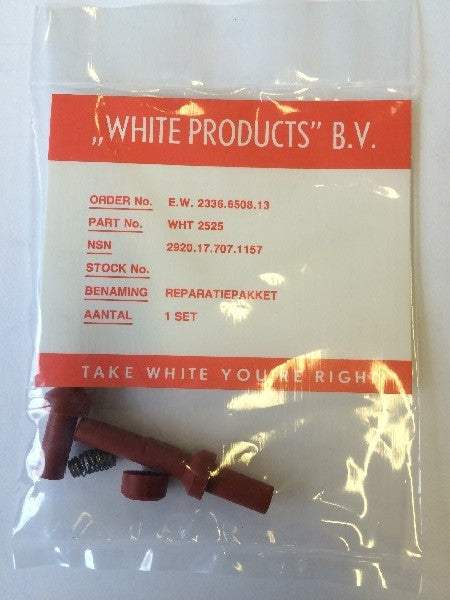 „WHITE PRODUCTS” B.V.
ORDER No. E.W. 2336.6508.13
PART No. WHT 2525
NSN 2920.17.707.1157
STOCK No.
BENAMING REPARATIEPAKKET
AANTAL 1 SET
TAKE WHITE YOU'RE RIGHT